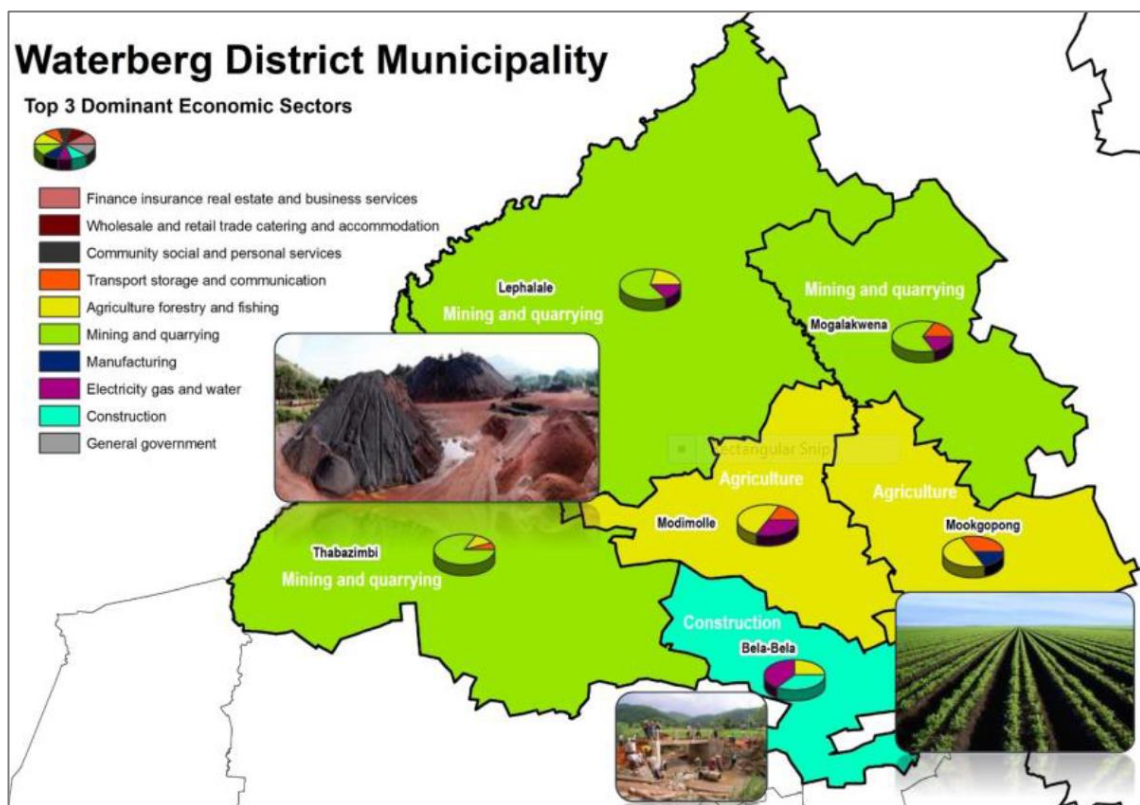 Waterberg District Municipality
Top 3 Dominant Economic Sectors
Finance insurance real estate and business services
Wholesale and retail trade catering and accommodation
Community social and personal services
Transport storage and communication
Agriculture forestry and fishing
Mining and quarrying
Manufacturing
Electricity gas and water
Construction
General government
Lephalale
Mining and quarrying
Mining and quarrying
Mogalakwena
Rectangular Snip
Agriculture
Modimolle
Agriculture
Mookgopong
Thabazimbi
Mining and quarrying
Construction
Bela-Bela